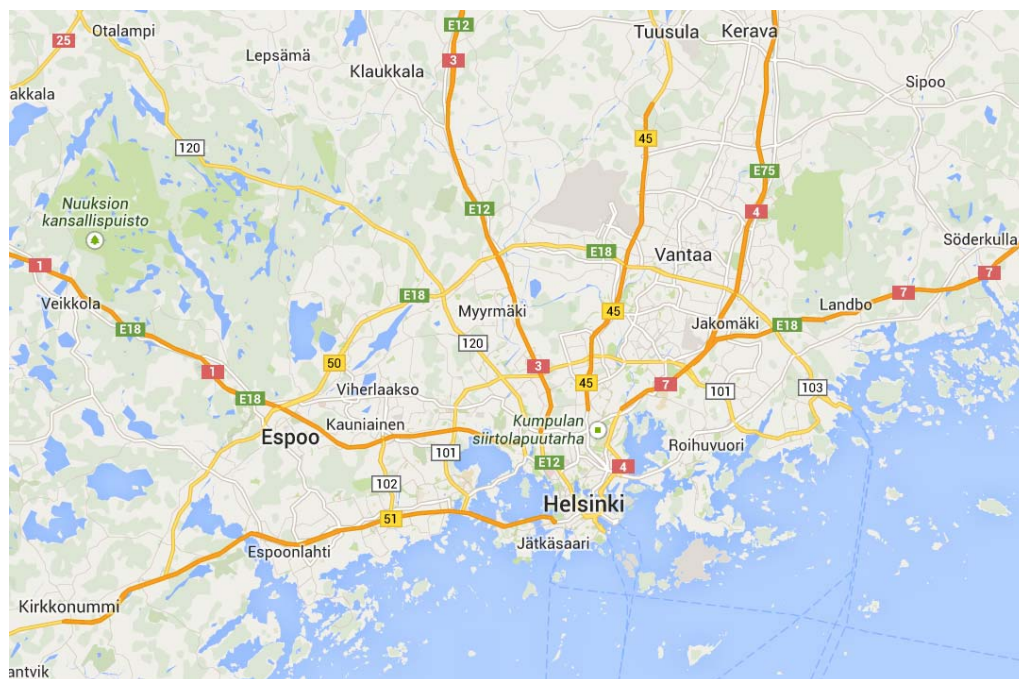 E12
Tuusula
Kerava
Otalampi
25
Lepsämä
3
Klaukkala
Sipoo
akkala
45
120
E75
Nuuksion
kansallispuisto
E12
4
Söderkulla
E18
Vantaa
1
7
7
E18
Veikkola
Landbo
Myyrmäki
45
E18
Jakomäki
E18
120
50
3
1
45
7
103
Viherlaakso
101
E18
Kauniainen
Kumpulan
siirtolapuutarha
Espoo
Roihuvuori
101
E12
4
102
Helsinki
51
Jätkäsaari
Espoonlahti
Kirkkonummi
antvik